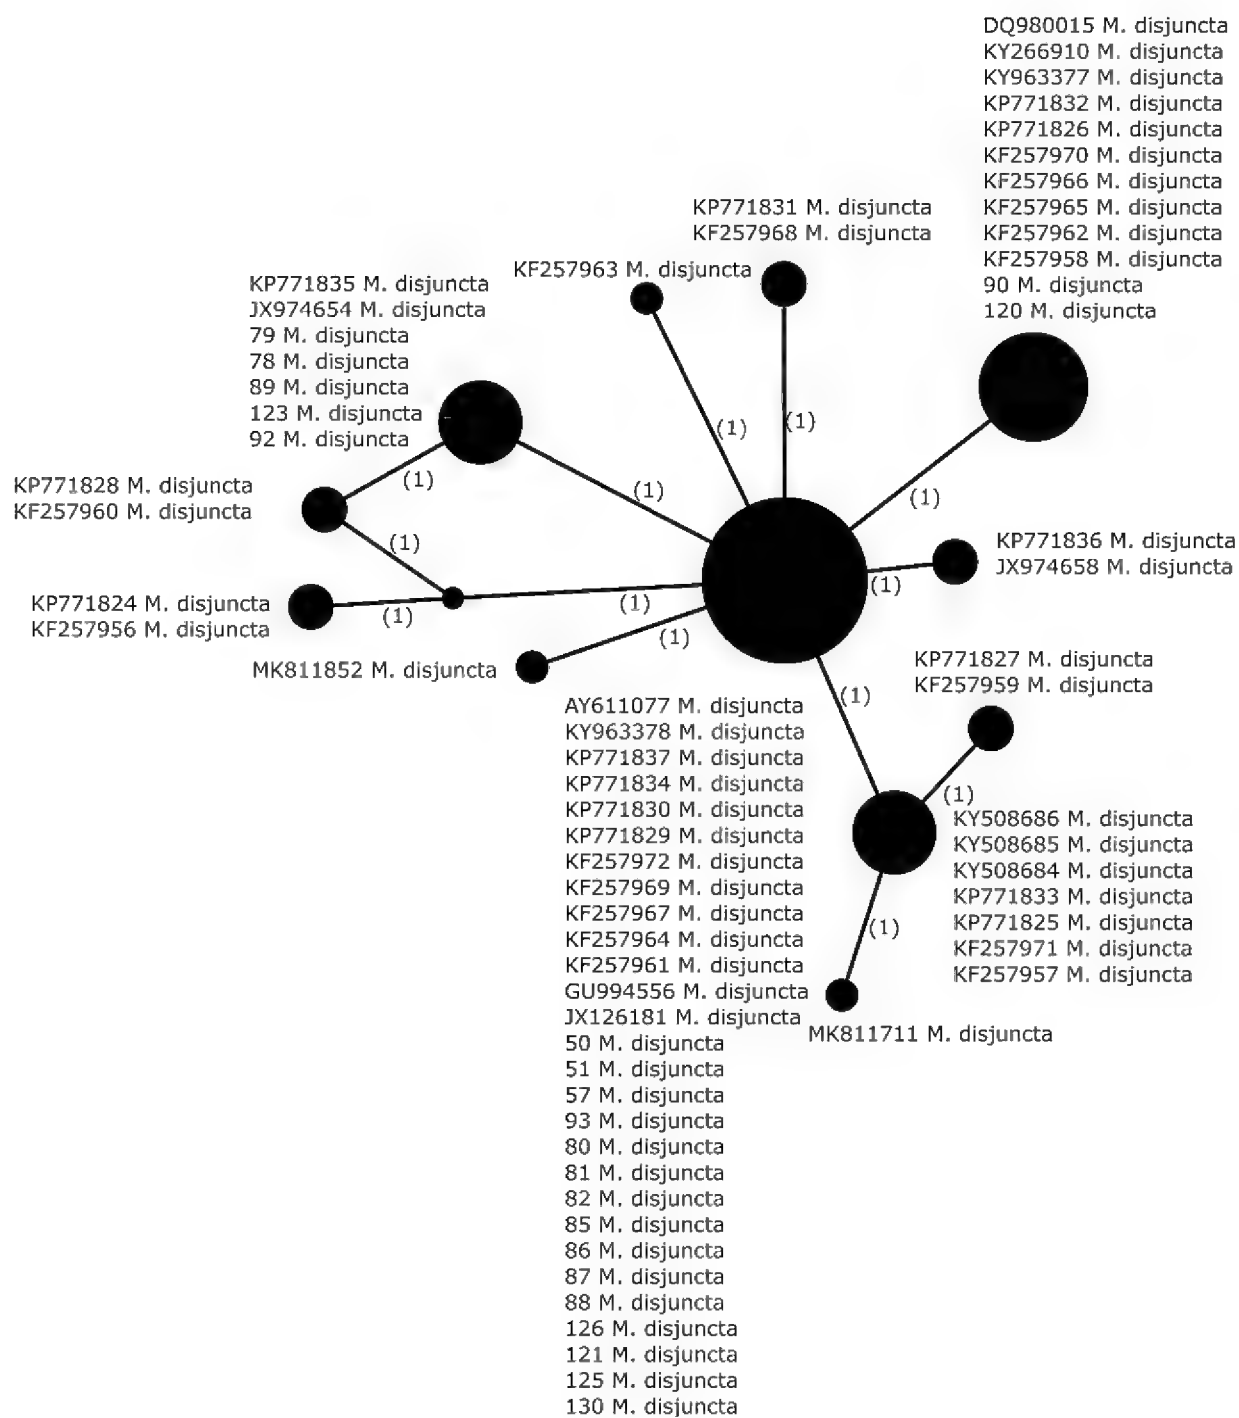 DQ980015 M. disjuncta
KY266910 M. disjuncta
KY963377 M. disjuncta
KP771832 M. disjuncta
KP771826 M. disjuncta
KF257970 M. disjuncta
KF257966 M. disjuncta
KF257965 M. disjuncta
KF257962 M. disjuncta
KF257958 M. disjuncta
90 M. disjuncta
120 M. disjuncta
KP771831 M. disjuncta
KF257968 M. disjuncta
KF257963 M. disjuncta
KP771835 M. disjuncta
JX974654 M. disjuncta
79 M. disjuncta
78 M. disjuncta
89 M. disjuncta
123 M. disjuncta
92 M. disjuncta
(1)
(1)
(1)
(1)
(1)
KP771828 M. disjuncta
KF257960 M. disjuncta
(1)
KP771836 M. disjuncta
JX974658 M. disjuncta
(1)
KP771824 M. disjuncta
KF257956 M. disjuncta
(1)
(1)
(1)
MK811852 M. disjuncta
KP771827 M. disjuncta
KF257959 M. disjuncta
(1)
(1)
AY611077 M. disjuncta
KY963378 M. disjuncta
KP771837 M. disjuncta
KP771834 M. disjuncta
KP771830 M. disjuncta
KP771829 M. disjuncta
KF257972 M. disjuncta
KF257969 M. disjuncta
KF257967 M. disjuncta
KF257964 M. disjuncta
KF257961 M. disjuncta
GU994556 M. disjuncta
JX126181 M. disjuncta
50 M. disjuncta
51 M. disjuncta
57 M. disjuncta
93 M. disjuncta
80 M. disjuncta
81 M. disjuncta
82 M. disjuncta
85 M. disjuncta
86 M. disjuncta
87 M. disjuncta
88 M. disjuncta
126 M. disjuncta
121 M. disjuncta
125 M. disjuncta
130 M. disjuncta
KY508686 M. disjuncta
KY508685 M. disjuncta
KY508684 M. disjuncta
KP771833 M. disjuncta
KP771825 M. disjuncta
KF257971 M. disjuncta
KF257957 M. disjuncta
(1)
MK811711 M. disjuncta